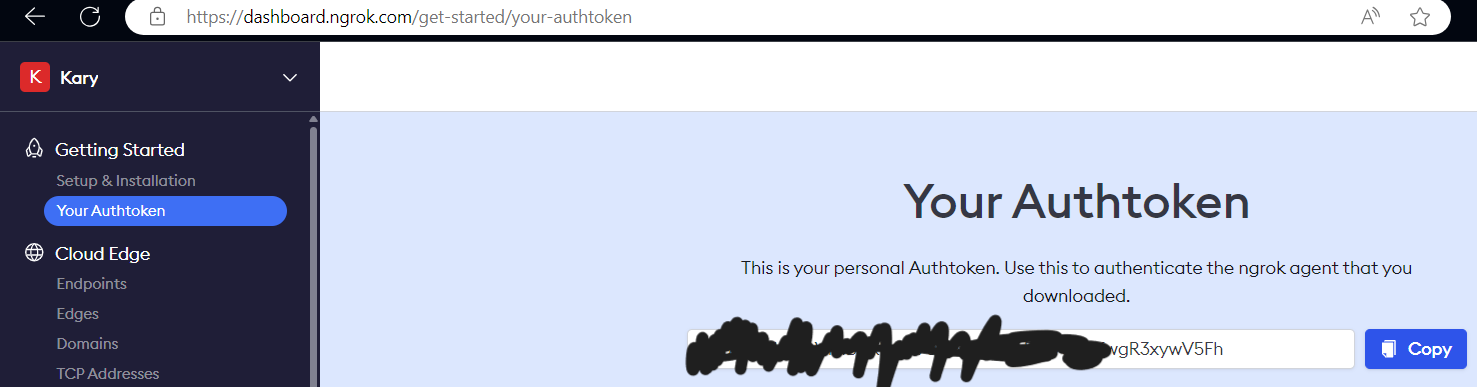 https://dashboard.ngrok.com/get-started/your-authtoken
K Kary
Getting Started
Setup & Installation
Your Authtoken
Cloud Edge
Endpoints
Edges
Domains
TCP Addresses
Your Authtoken
This is your personal Authtoken. Use this to authenticate the ngrok agent that you
downloaded.
wgR3xywV5Fh Copy